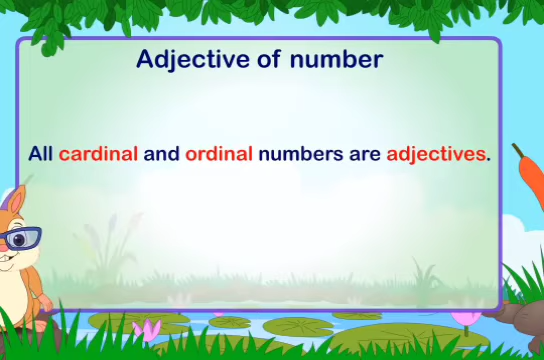 Adjective of number
All cardinal and ordinal numbers are adjectives.